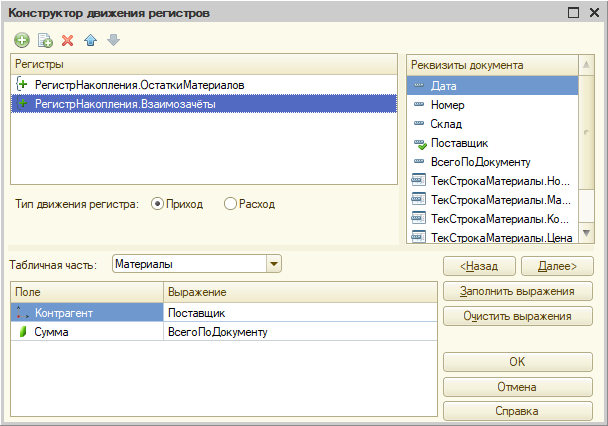 Конструктор движения регистров
Регистры
РегистрНакопления.ОстаткиМатериалов
РегистрНакопления.Взаимозачёты
Тип движения регистра: Приход Расход
Реквизиты документа
Дата
Номер
Склад
Поставщик
ВсегоПоДокументу
ТекСтрокаМатериалы.Но...
ТекСтрокаМатериалы.Ма...
ТекСтрокаМатериалы.Ко...
ТекСтрокаМатериалы.Цена
Табличная часть: Материалы
Поле Выражение
Контрагент Поставщик
Сумма ВсегоПоДокументу
<Назад Далее>
Заполнить выражения
Очистить выражения
OK
Отмена
Справка